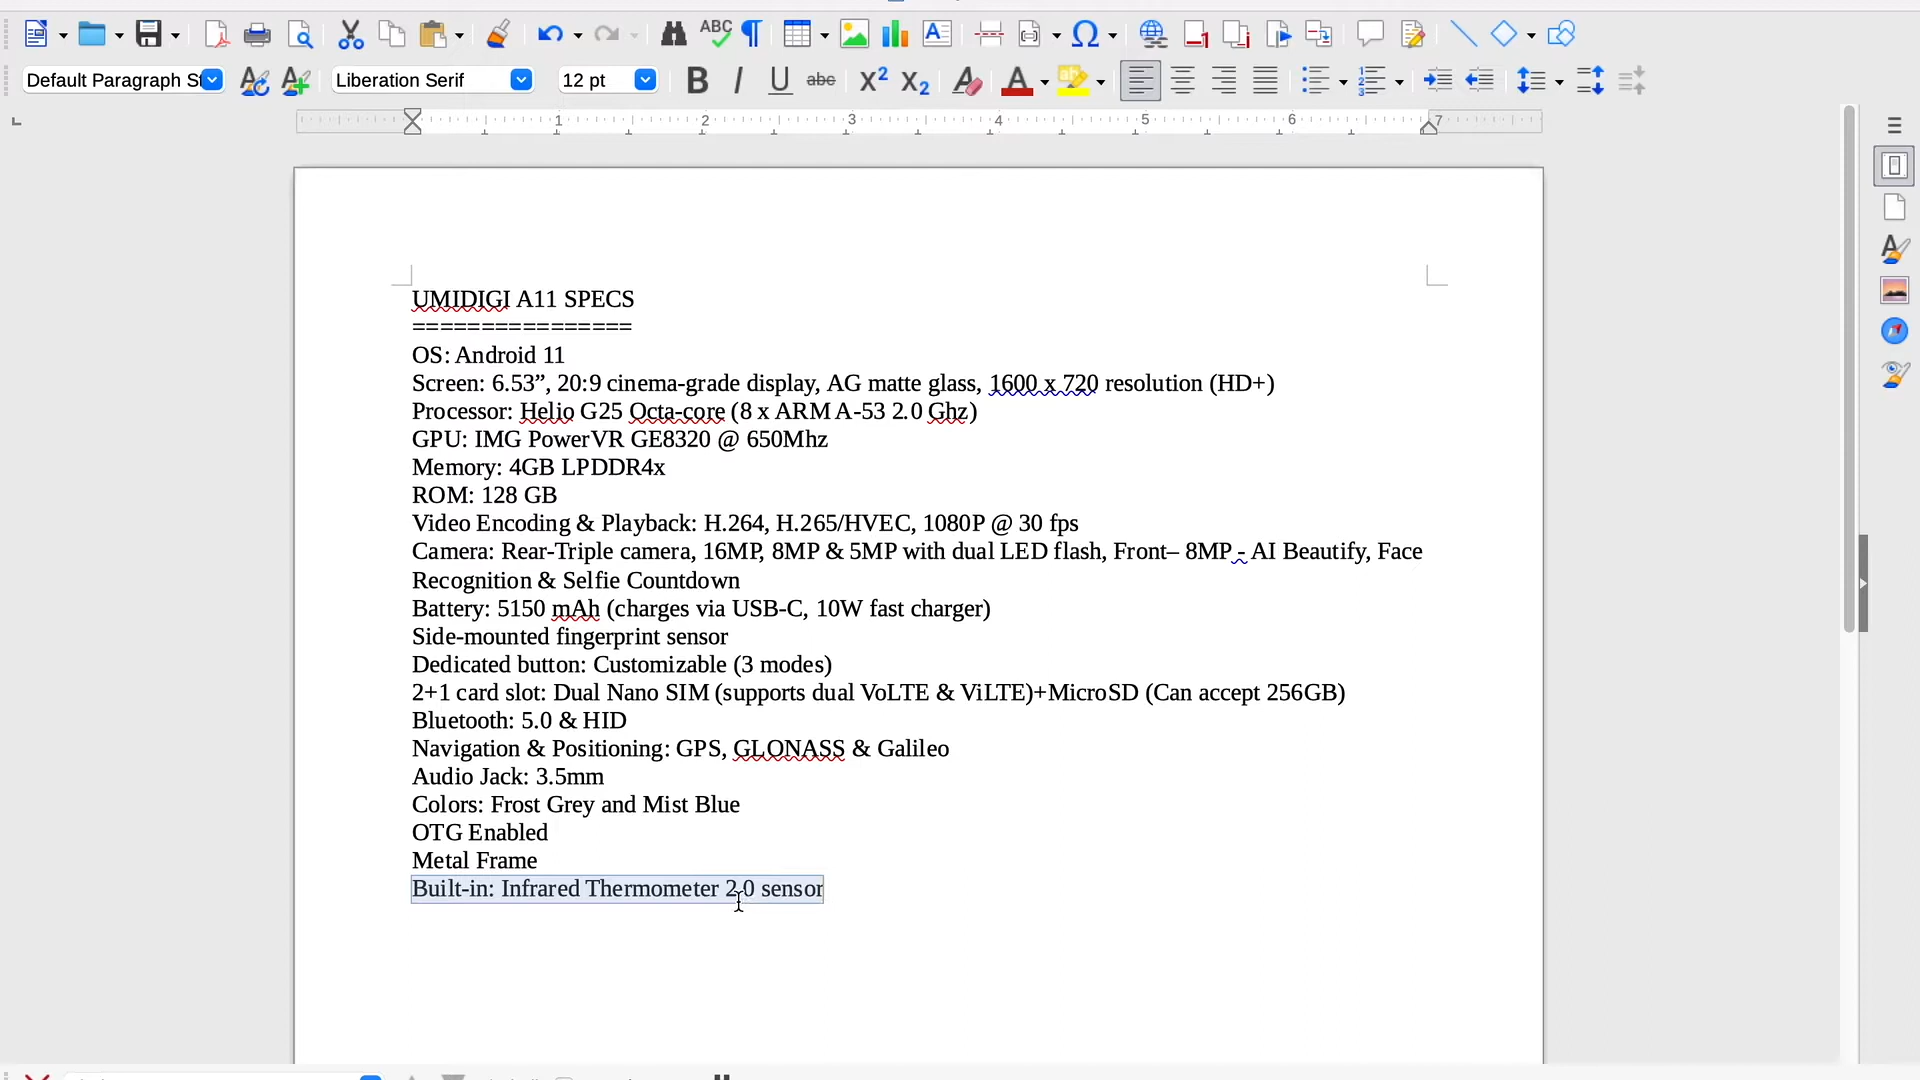 Default Paragraph S
Liberation Serif
12 pt
1 2 3 4 5 6 7
UMIDIGI A11 SPECS
================
OS: Android 11
Screen: 6.53”, 20:9 cinema-grade display, AG matte glass, 1600 x 720 resolution (HD+)
Processor: Helio G25 Octa-core (8 x ARM A-53 2.0 Ghz)
GPU: IMG PowerVR GE8320 @ 650Mhz
Memory: 4GB LPDDR4x
ROM: 128 GB
Video Encoding & Playback: H.264, H.265/HVEC, 1080P @ 30 fps
Camera: Rear-Triple camera, 16MP, 8MP & 5MP with dual LED flash, Front– 8MP - AI Beautify, Face
Recognition & Selfie Countdown
Battery: 5150 mAh (charges via USB-C, 10W fast charger)
Side-mounted fingerprint sensor
Dedicated button: Customizable (3 modes)
2+1 card slot: Dual Nano SIM (supports dual VoLTE & ViLTE)+MicroSD (Can accept 256GB)
Bluetooth: 5.0 & HID
Navigation & Positioning: GPS, GLONASS & Galileo
Audio Jack: 3.5mm
Colors: Frost Grey and Mist Blue
OTG Enabled
Metal Frame
Built-in: Infrared Thermometer 2.0 sensor